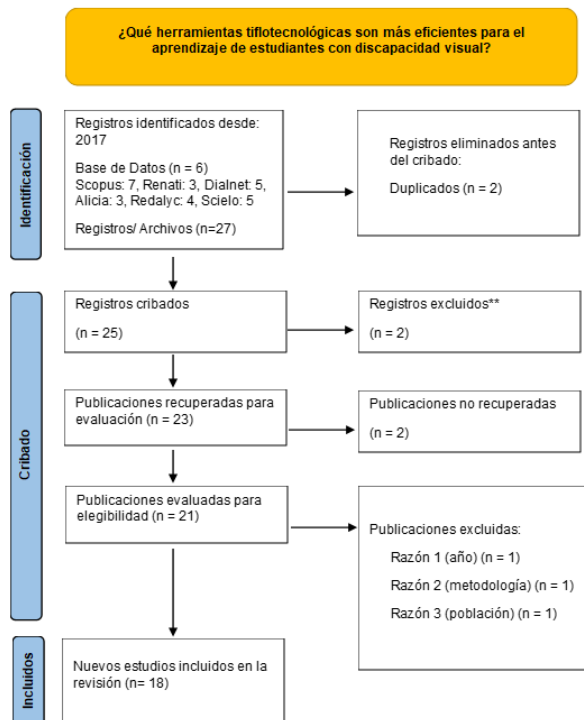 ¿Qué herramientas tiflotecnológicas son más eficientes para el
aprendizaje de estudiantes con discapacidad visual?
Identificación
Registros identificados desde:
2017
Base de Datos (n = 6)
Scopus: 7, Renati: 3, Dialnet: 5,
Alicia: 3, Redalyc: 4, Scielo: 5
Registros/ Archivos (n=27)
Registros eliminados antes
del cribado:
Duplicados (n = 2)
Cribado
Registros cribados
(n = 25)
Registros excluidos**
(n = 2)
Publicaciones recuperadas para
evaluación (n = 23)
Publicaciones no recuperadas
(n = 2)
Publicaciones evaluadas para
elegibilidad (n = 21)
Publicaciones excluidas:
Razón 1 (año) (n = 1)
Razón 2 (metodología) (n = 1)
Razón 3 (población) (n = 1)
Incluidos
Nuevos estudios incluidos en la
revisión (n= 18)